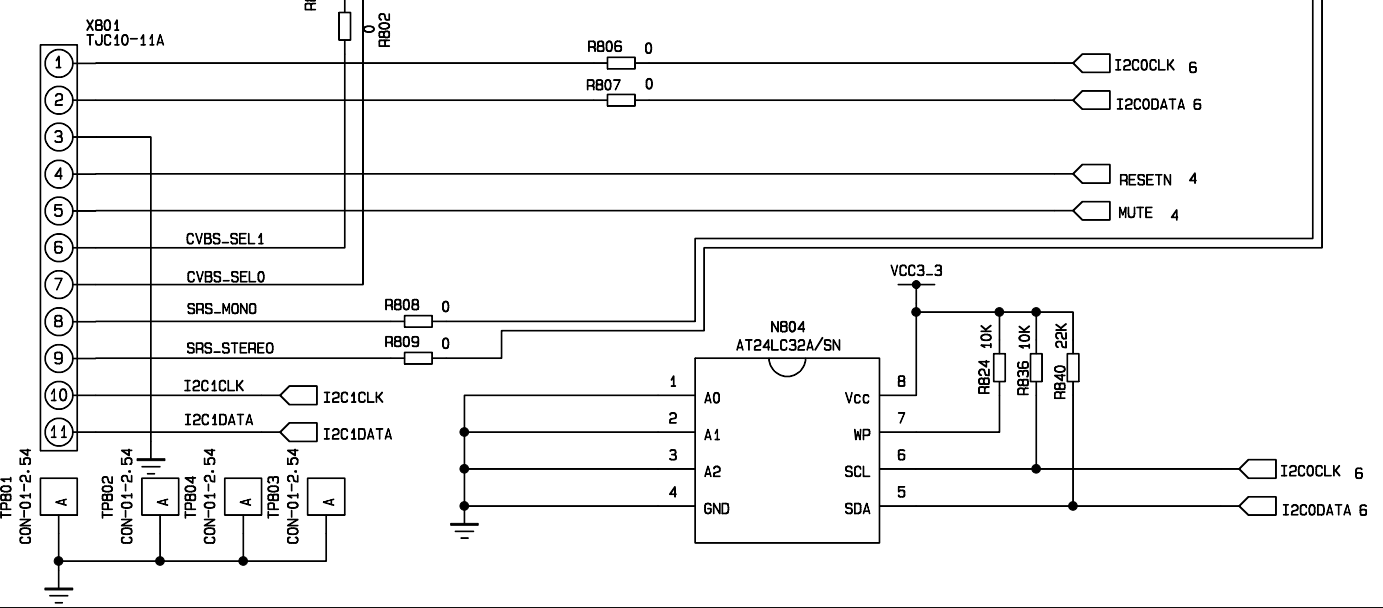 X801
TJC10-11A
0
R802
1
R806 0
I2C0CLK 6
2
R807 0
I2C0DATA 6
3
4
RESETN 4
5
MUTE 4
6
CVBS_SEL1
7
CVBS_SEL0
8
SRS_MONO
R808 0
9
SRS_STEREO
R809 0
10
I2C1CLK
I2C1CLK
11
I2C1DATA
I2C1DATA
VCC3_3
N804
AT24LC32A/SN
R824 10K
R836 10K
R840 22K
1 A0
2 A1
3 A2
4 GND
Vcc 8
WP 7
SCL 6
SDA 5
I2C0CLK 6
I2C0DATA 6
TP801
CON-01-2.54
A
TP802
CON-01-2.54
A
TP804
CON-01-2.54
A
TP803
CON-01-2.54
A